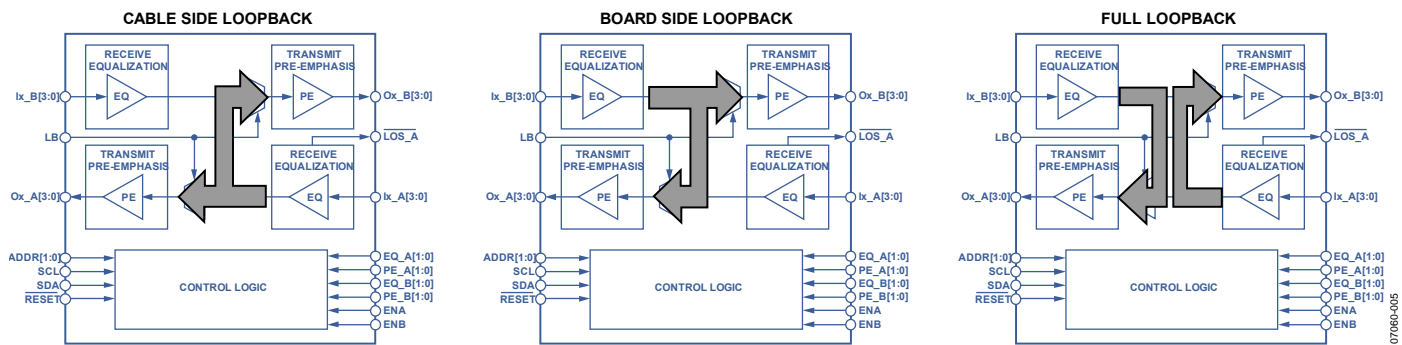 CABLE SIDE LOOPBACK
RECEIVE
EQUALIZATION
TRANSMIT
PRE-EMPHASIS
Ix_B[3:0]
EQ
PE
Ox_B[3:0]
LB
LOS_A
TRANSMIT
PRE-EMPHASIS
RECEIVE
EQUALIZATION
Ox_A[3:0]
PE
EQ
Ix_A[3:0]
ADDR[1:0]
SCL
SDA
RESET
CONTROL LOGIC
EQ_A[1:0]
PE_A[1:0]
EQ_B[1:0]
PE_B[1:0]
ENA
ENB
BOARD SIDE LOOPBACK
RECEIVE
EQUALIZATION
TRANSMIT
PRE-EMPHASIS
Ix_B[3:0]
EQ
PE
Ox_B[3:0]
LB
LOS_A
TRANSMIT
PRE-EMPHASIS
RECEIVE
EQUALIZATION
Ox_A[3:0]
PE
EQ
Ix_A[3:0]
ADDR[1:0]
SCL
SDA
RESET
CONTROL LOGIC
EQ_A[1:0]
PE_A[1:0]
EQ_B[1:0]
PE_B[1:0]
ENA
ENB
FULL LOOPBACK
RECEIVE
EQUALIZATION
TRANSMIT
PRE-EMPHASIS
Ix_B[3:0]
EQ
PE
Ox_B[3:0]
LB
LOS_A
TRANSMIT
PRE-EMPHASIS
RECEIVE
EQUALIZATION
Ox_A[3:0]
PE
EQ
Ix_A[3:0]
ADDR[1:0]
SCL
SDA
RESET
CONTROL LOGIC
EQ_A[1:0]
PE_A[1:0]
EQ_B[1:0]
PE_B[1:0]
ENA
ENB
07060-005